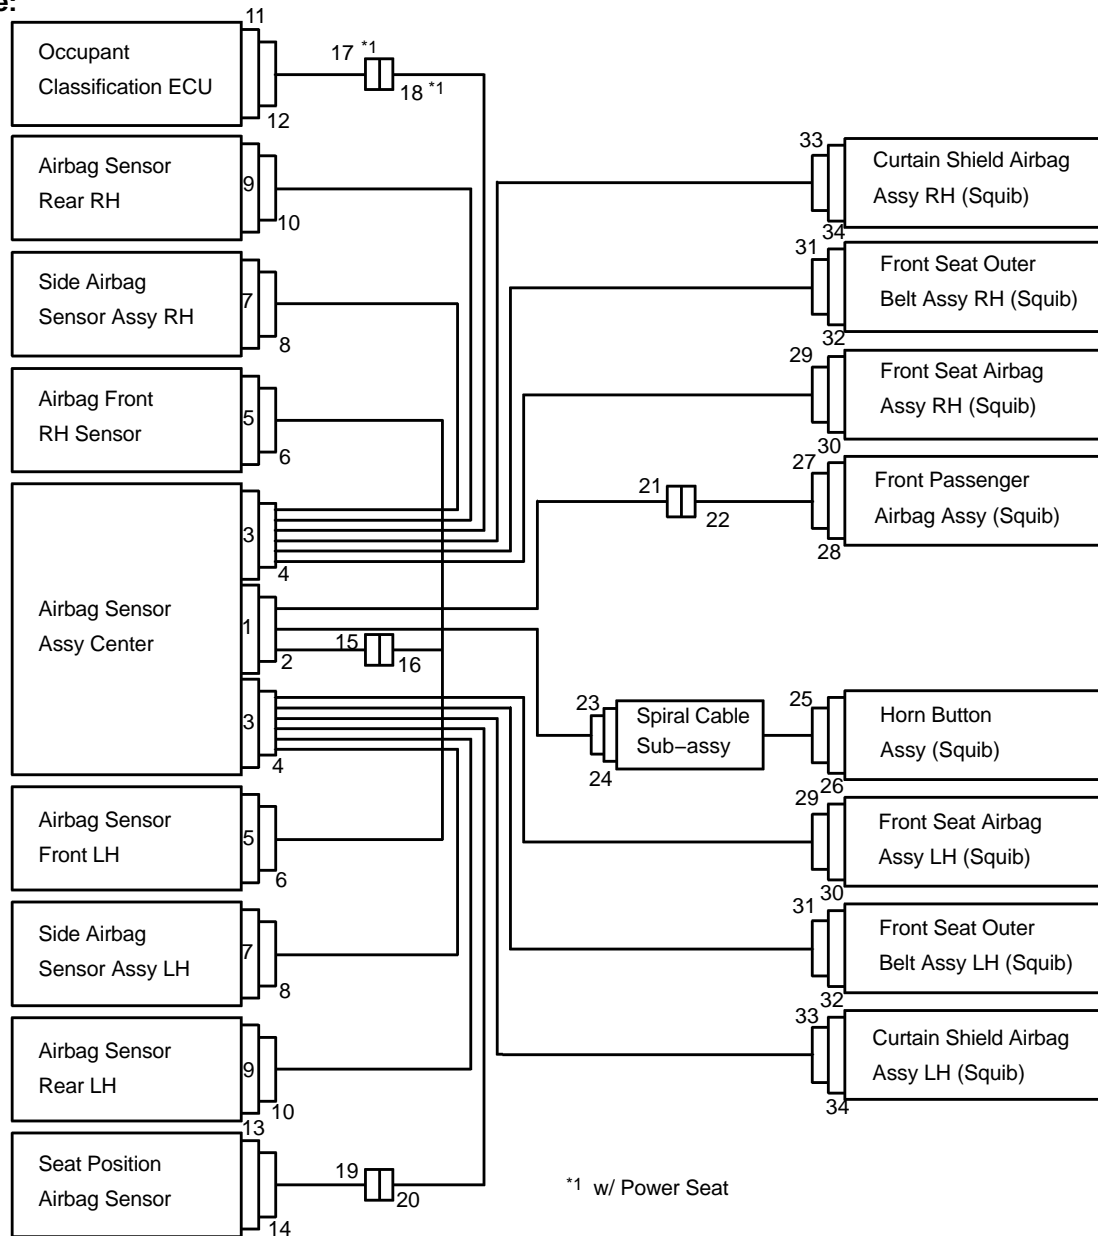 e:
11
Occupant
Classification ECU
12
17 *1
18 *1
Airbag Sensor
Rear RH
9
10
Side Airbag
Sensor Assy RH
7
8
Airbag Front
RH Sensor
5
6
Airbag Sensor
Assy Center
3
4
1
2
15
16
3
4
Airbag Sensor
Front LH
5
6
Side Airbag
Sensor Assy LH
7
8
Airbag Sensor
Rear LH
9
10
13
Seat Position
Airbag Sensor
14
19
20
33
Curtain Shield Airbag
Assy RH (Squib)
34
31
Front Seat Outer
Belt Assy RH (Squib)
32
29
Front Seat Airbag
Assy RH (Squib)
30
27
Front Passenger
Airbag Assy (Squib)
28
21
22
23
Spiral Cable
Sub-assy
24
25
Horn Button
Assy (Squib)
26
29
Front Seat Airbag
Assy LH (Squib)
30
31
Front Seat Outer
Belt Assy LH (Squib)
32
33
Curtain Shield Airbag
Assy LH (Squib)
34
*1 w/ Power Seat